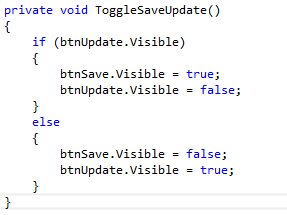 private void ToggleSaveUpdate()
{
    if (btnUpdate.Visible)
    {
        btnSave.Visible = true;
        btnUpdate.Visible = false;
    }
    else
    {
        btnSave.Visible = false;
        btnUpdate.Visible = true;
    }
}